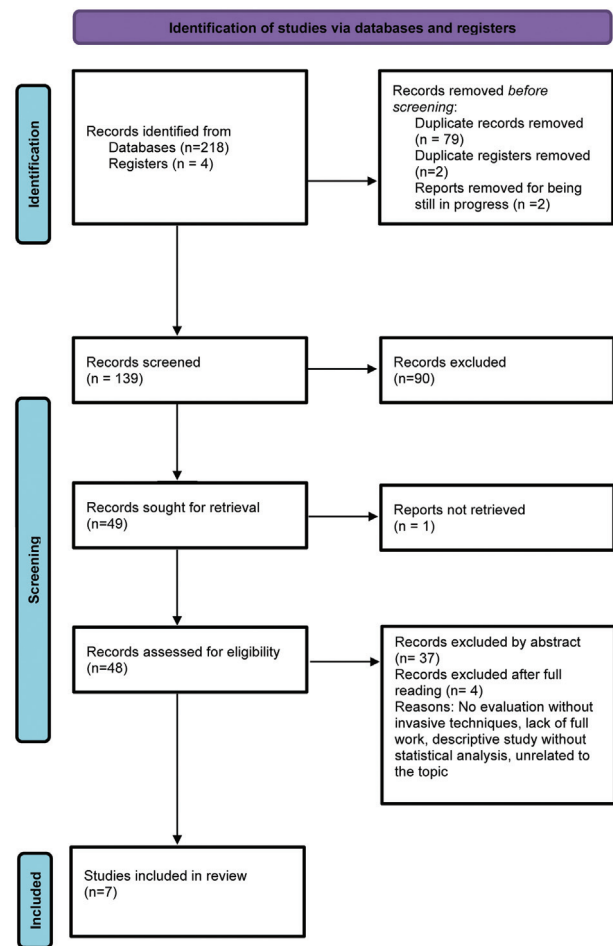 Identification of studies via databases and registers
Identification
Records identified from
Databases (n=218)
Registers (n = 4)
Records removed before
screening:
Duplicate records removed
(n = 79)
Duplicate registers removed
(n=2)
Reports removed for being
still in progress (n =2)
Screening
Records screened
(n = 139)
Records excluded
(n=90)
Records sought for retrieval
(n=49)
Reports not retrieved
(n = 1)
Records assessed for eligibility
(n=48)
Records excluded by abstract
(n= 37)
Records excluded after full
reading (n= 4)
Reasons: No evaluation without
invasive techniques, lack of full
work, descriptive study without
statistical analysis, unrelated to
the topic
Included
Studies included in review
(n=7)